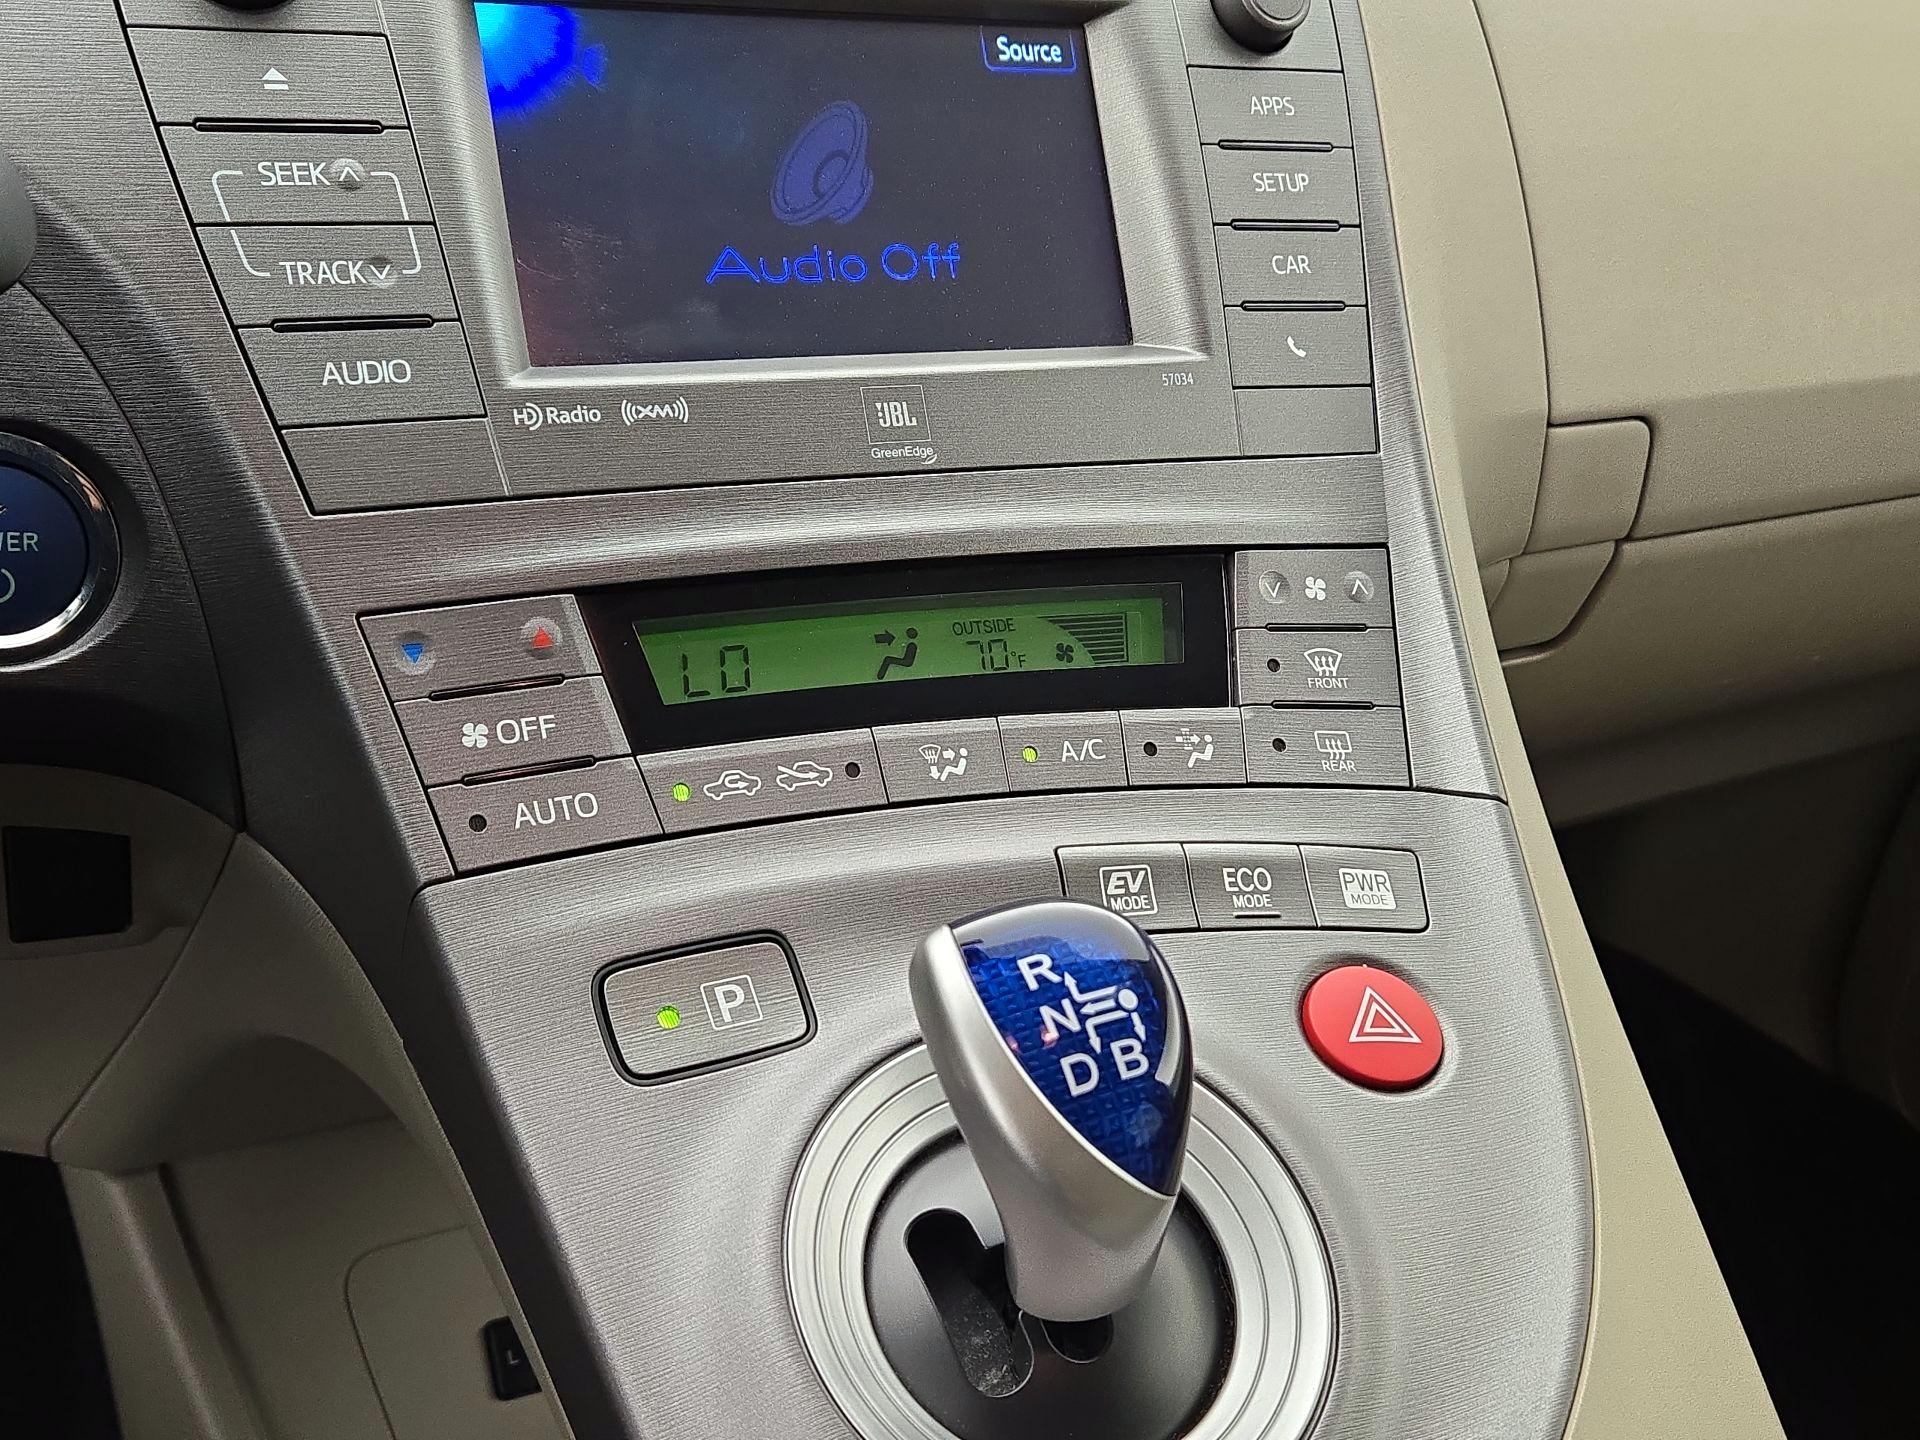 Source
APPS
SEEK
SETUP
TRACK
CAR
Audio Off
AUDIO
57034
HD Radio
((XM))
JBL
GreenEdge
WER
LO
OUTSIDE
70°F
FRONT
OFF
A/C
REAR
AUTO
EV
MODE
ECO
MODE
PWR
MODE
P
R
N
D
B
L